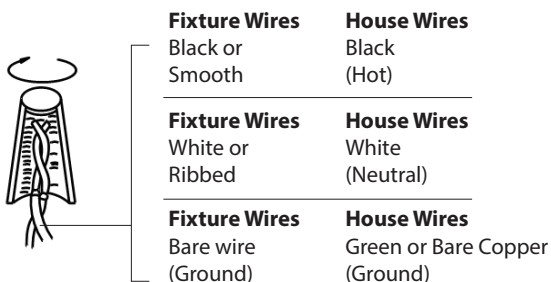 Fixture Wires House Wires
Black or Black
Smooth (Hot)
Fixture Wires House Wires
White or White
Ribbed (Neutral)
Fixture Wires House Wires
Bare wire Green or Bare Copper
(Ground) (Ground)